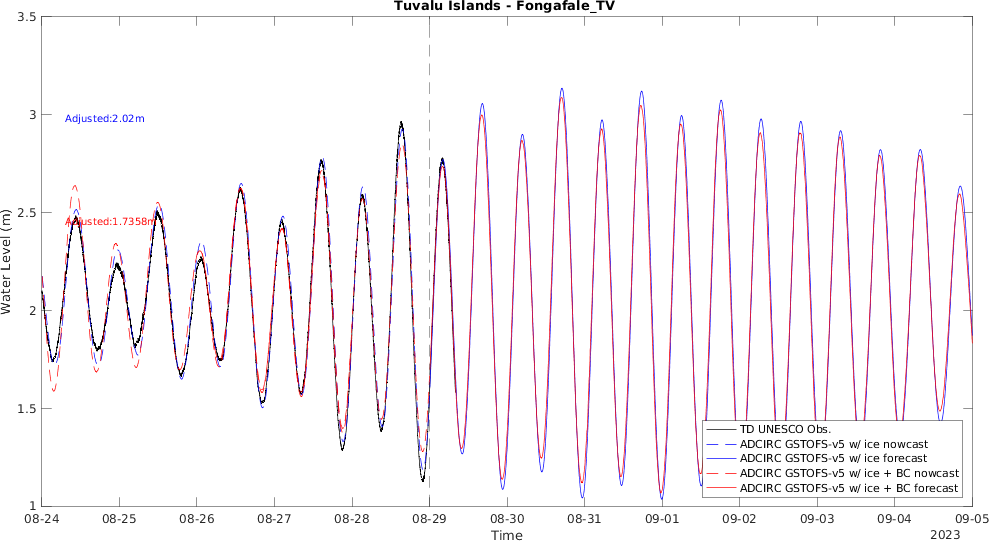 Tuvalu Islands - Fongafale_TV
3.5
3
2.5
2
1.5
1
Water Level (m)
Adjusted:2.02m
Adjusted:1.7358m
TD UNESCO Obs.
ADCIRC GSTOFS-v5 w/ ice nowcast
ADCIRC GSTOFS-v5 w/ ice forecast
ADCIRC GSTOFS-v5 w/ ice + BC nowcast
ADCIRC GSTOFS-v5 w/ ice + BC forecast
08-24 08-25 08-26 08-27 08-28 08-29 08-30 08-31 09-01 09-02 09-03 09-04 09-05
Time
2023